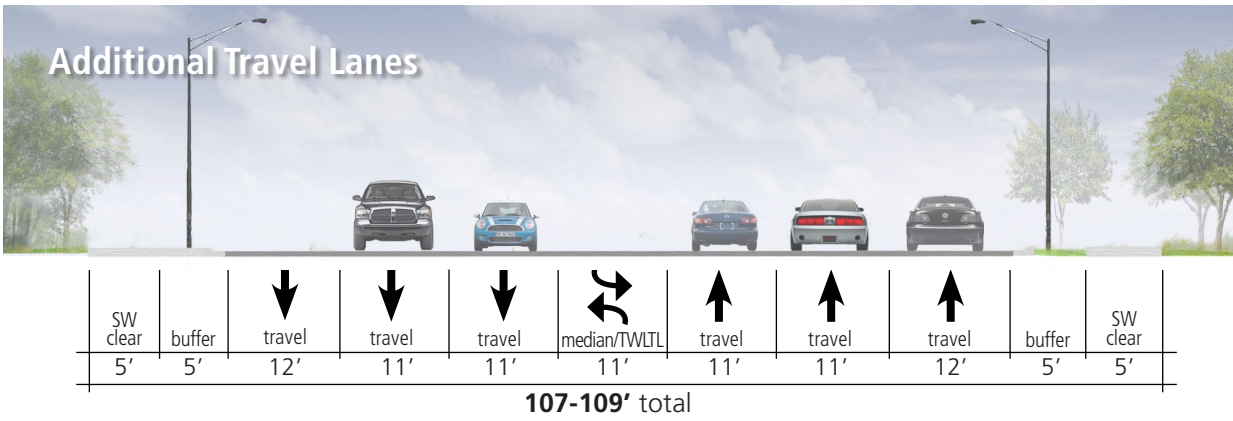 Additional Travel Lanes
SW clear
buffer
travel
travel
travel
median/TWLTL
travel
travel
travel
buffer
SW clear
5’ 5’ 12’ 11’ 11’ 11’ 11’ 11’ 12’ 5’ 5’
107-109’ total